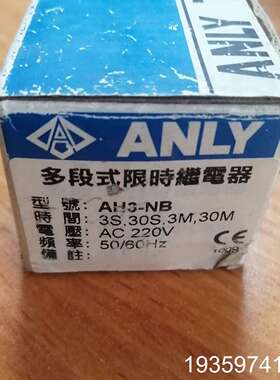 ANLY
ANLY
多段式限時繼電器
型號: AH3-NB
時間: 3S,30S,3M,30M
電壓: AC 220V
頻率: 50/60Hz
備註:
CE
19359741